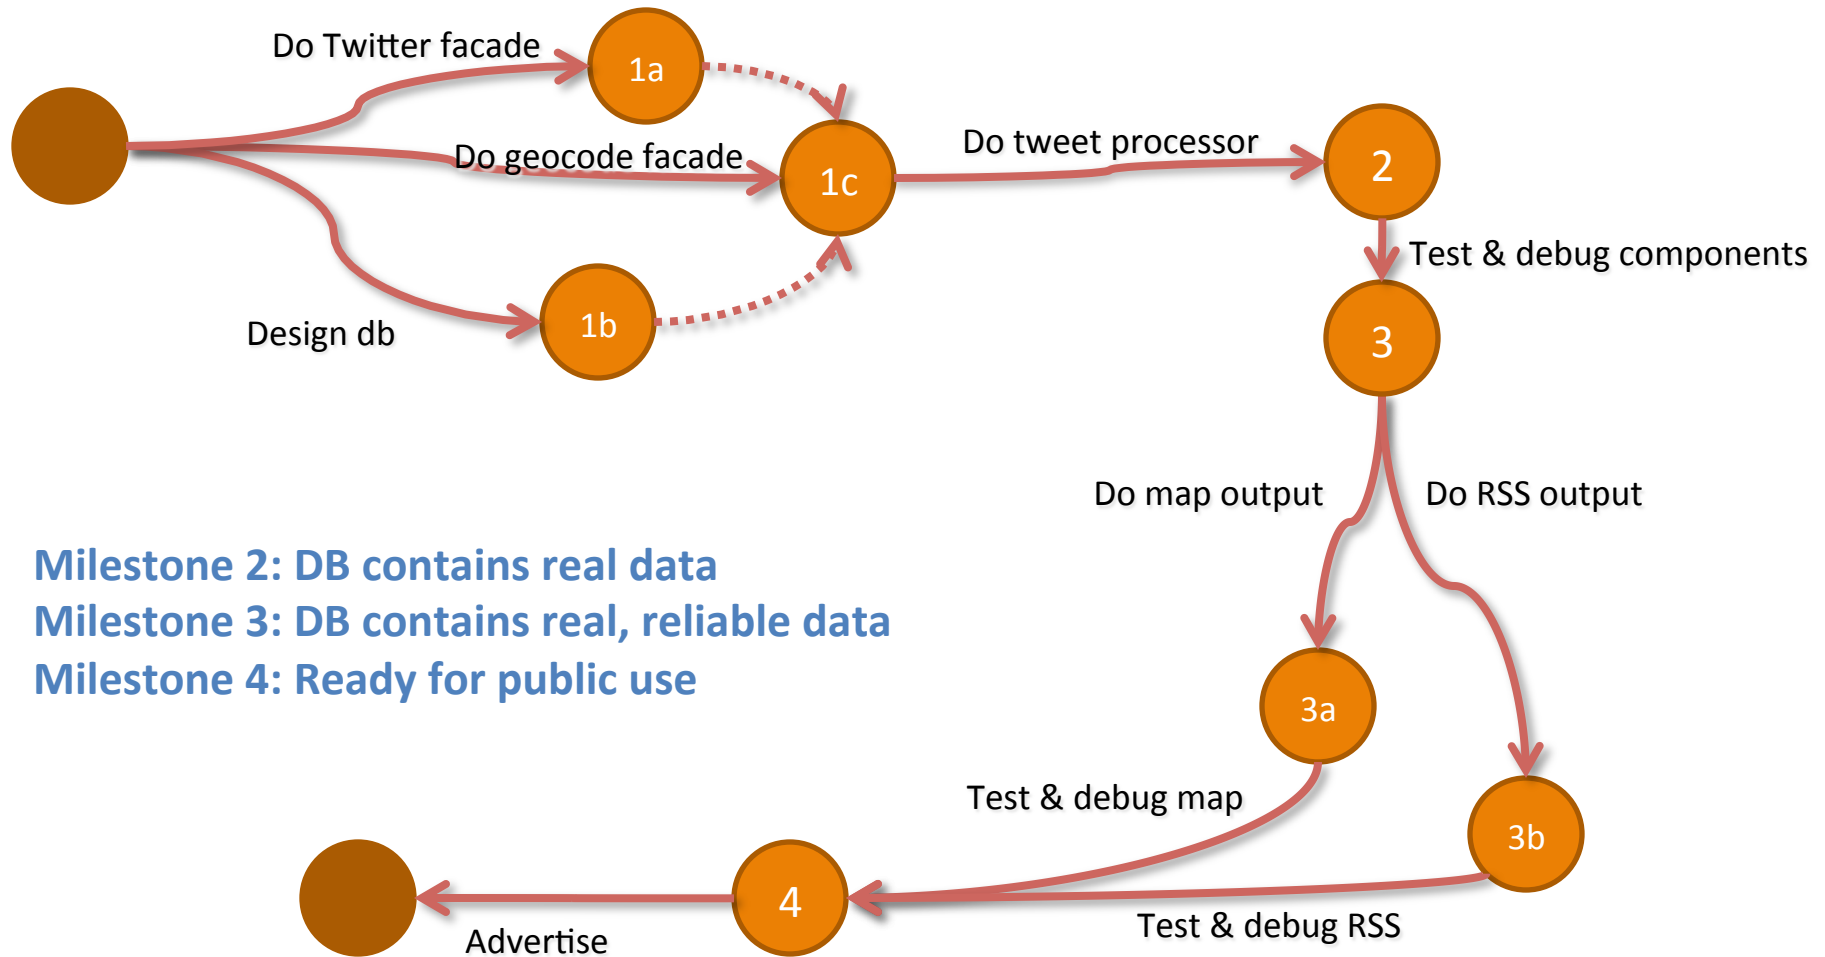 Do Twitter facade
1a
Do geocode facade
1c
Do tweet processor
2
Test & debug components
Design db
1b
3
Do map output
Do RSS output
Milestone 2: DB contains real data
Milestone 3: DB contains real, reliable data
Milestone 4: Ready for public use
3a
Test & debug map
3b
4
Test & debug RSS
Advertise